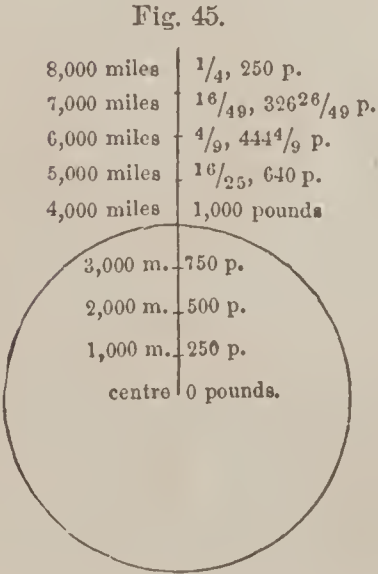 Fig. 45.
8,000 miles 1/4, 250 p.
7,000 miles 16/49, 326 26/49 p.
6,000 miles 4/9, 444 4/9 p.
5,000 miles 16/25, 640 p.
4,000 miles 1,000 pounds
3,000 m. 750 p.
2,000 m. 500 p.
1,000 m. 250 p.
centre 0 pounds.